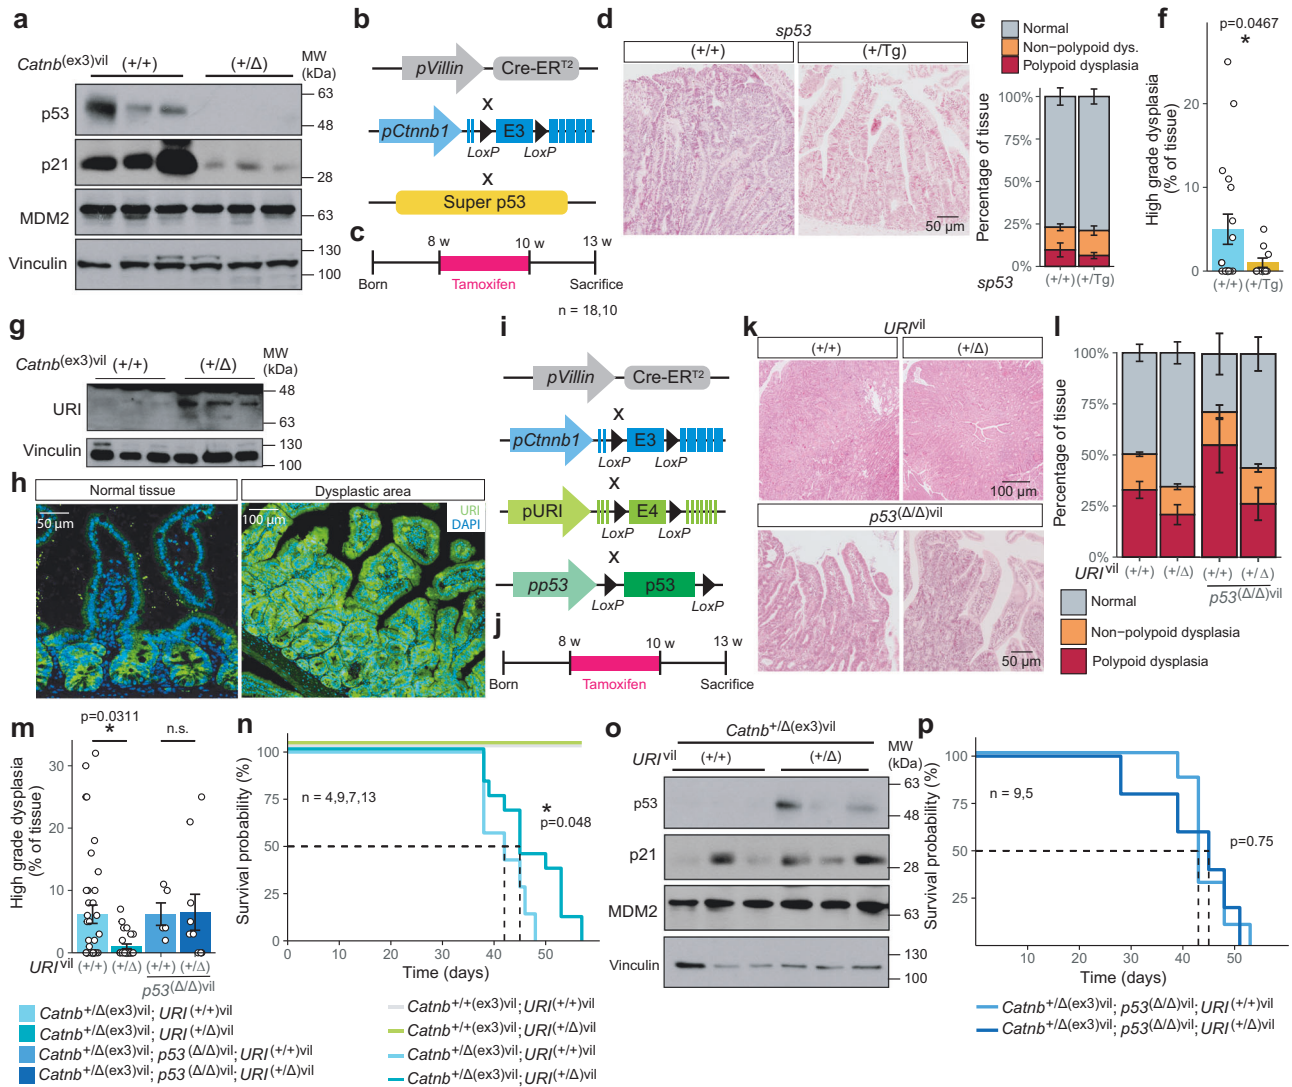 a
Catnb(ex3)vil
(+/+)
(+/Δ)
MW
(kDa)
p53
63
48
p21
28
MDM2
63
Vinculin
130
100
b
pVillin
Cre-ERT2
x
pCtnnb1
E3
LoxP
LoxP
x
Super p53
c
8 w
10 w
13 w
Born
Tamoxifen
Sacrifice
n = 18,10
d
sp53
(+/+)
(+/Tg)
50 µm
e
Normal
Non-polypoid dys.
Polypoid dysplasia
Percentage of tissue
100%
75%
50%
25%
0%
sp53
(+/+)
(+/Tg)
f
p=0.0467
*
High grade dysplasia
(% of tissue)
20
10
0
(+/+)
(+/Tg)
g
Catnb(ex3)vil
(+/+)
(+/Δ)
MW
(kDa)
URI
48
63
Vinculin
130
100
h
Normal tissue
Dysplastic area
50 µm
100 µm
URI
DAPI
i
pVillin
Cre-ERT2
x
pCtnnb1
E3
LoxP
LoxP
x
pURI
E4
LoxP
LoxP
x
pp53
p53
LoxP
LoxP
j
8 w
10 w
13 w
Born
Tamoxifen
Sacrifice
k
URIvil
(+/+)
(+/Δ)
100 µm
p53(Δ/Δ)vil
50 µm
l
Percentage of tissue
100%
75%
50%
25%
0%
URIvil
(+/+)
(+/Δ)
(+/+)
(+/Δ)
p53(Δ/Δ)vil
Normal
Non-polypoid dysplasia
Polypoid dysplasia
m
p=0.0311
*
n.s.
High grade dysplasia
(% of tissue)
30
20
10
0
URIvil
(+/+)
(+/Δ)
(+/+)
(+/Δ)
p53(Δ/Δ)vil
Catnb+/Δ(ex3)vil; URI(+/+)vil
Catnb+/Δ(ex3)vil; URI(+/Δ)vil
Catnb+/Δ(ex3)vil; p53(Δ/Δ)vil; URI(+/+)vil
Catnb+/Δ(ex3)vil; p53(Δ/Δ)vil; URI(+/Δ)vil
n
Survival probability (%)
100
75
50
25
0
n = 4,9,7,13
*
p=0.048
0
10
20
30
40
50
Time (days)
Catnb+/+(ex3)vil; URI(+/+)vil
Catnb+/+(ex3)vil; URI(+/Δ)vil
Catnb+/Δ(ex3)vil; URI(+/+)vil
Catnb+/Δ(ex3)vil; URI(+/Δ)vil
o
Catnb+/Δ(ex3)vil
URIvil
(+/+)
(+/Δ)
MW
(kDa)
p53
63
48
p21
28
MDM2
63
Vinculin
130
100
p
Survival probability (%)
100
75
50
25
n = 9,5
p=0.75
10
20
30
40
50
Time (days)
Catnb+/Δ(ex3)vil; p53(Δ/Δ)vil; URI(+/+)vil
Catnb+/Δ(ex3)vil; p53(Δ/Δ)vil; URI(+/Δ)vil